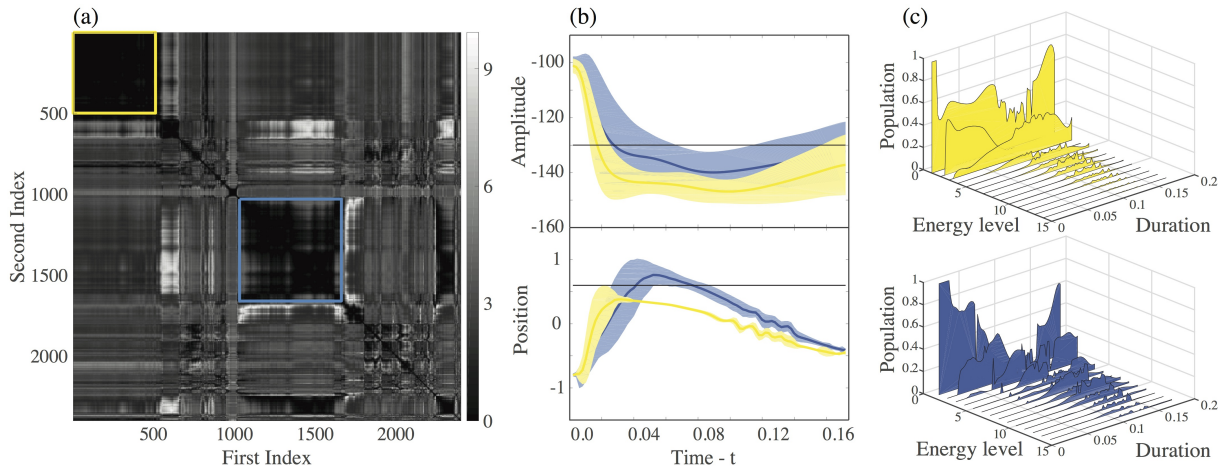 (a)
500
1000
1500
2000
Second Index
500 1000 1500 2000
First Index
9
6
3
0
(b)
-100
-120
-140
-160
Amplitude
1
0
-1
Position
0.0 0.04 0.08 0.12 0.16
Time - t
(c)
1
0.8
0.6
0.4
0.2
0
Population
5
10
15
Energy level
0
0.05
0.1
0.15
0.2
Duration
1
0.8
0.6
0.4
0.2
0
Population
5
10
15
Energy level
0
0.05
0.1
0.15
0.2
Duration